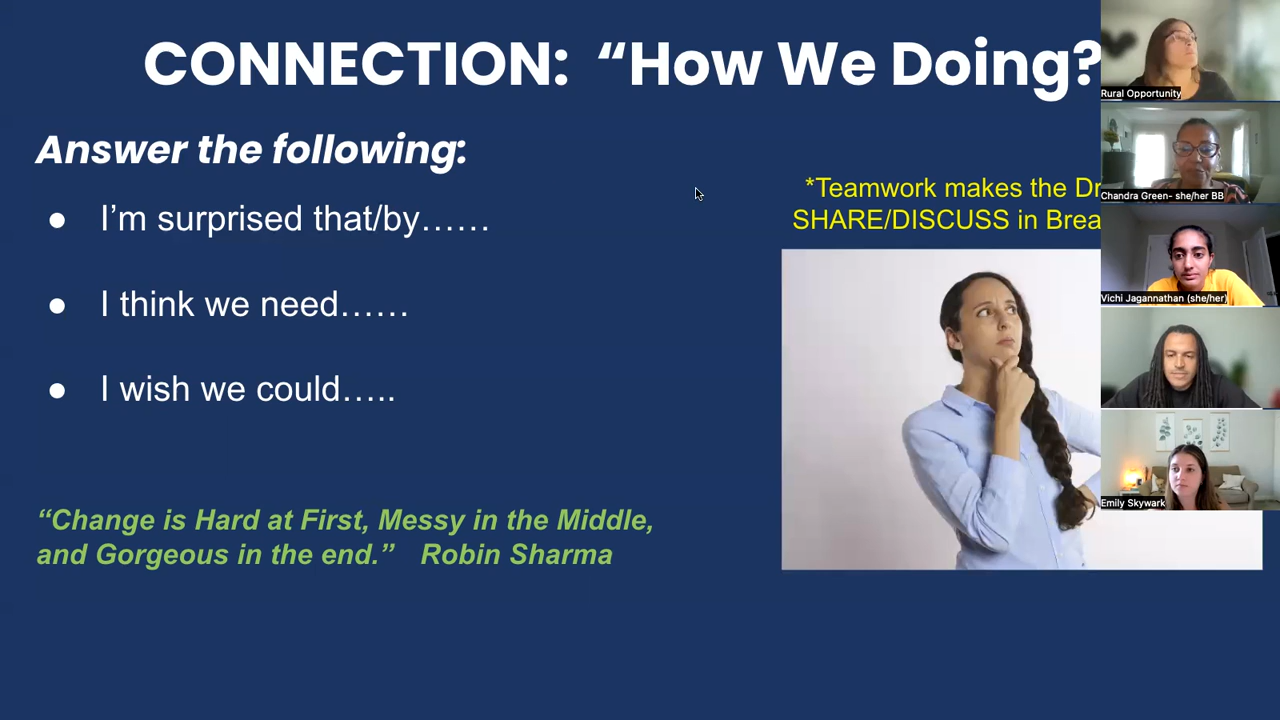 CONNECTION: “How We Doing?
Answer the following:
● I’m surprised that/by……
● I think we need……
● I wish we could…..
“Change is Hard at First, Messy in the Middle,
and Gorgeous in the end.” Robin Sharma
*Teamwork makes the
SHARE/DISCUSS in
Rural Opportunity
Chandra Green- she/her BB
Vichi Jagannathan (she/her)
Emily Skywark